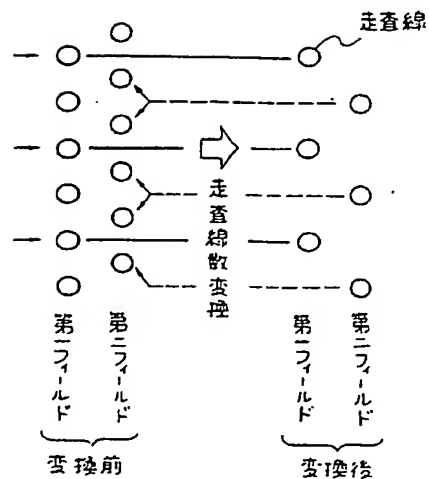 走査線
走査線数変換
第一フィールド
第二フィールド
第一フィールド
第二フィールド
変換前
変換後